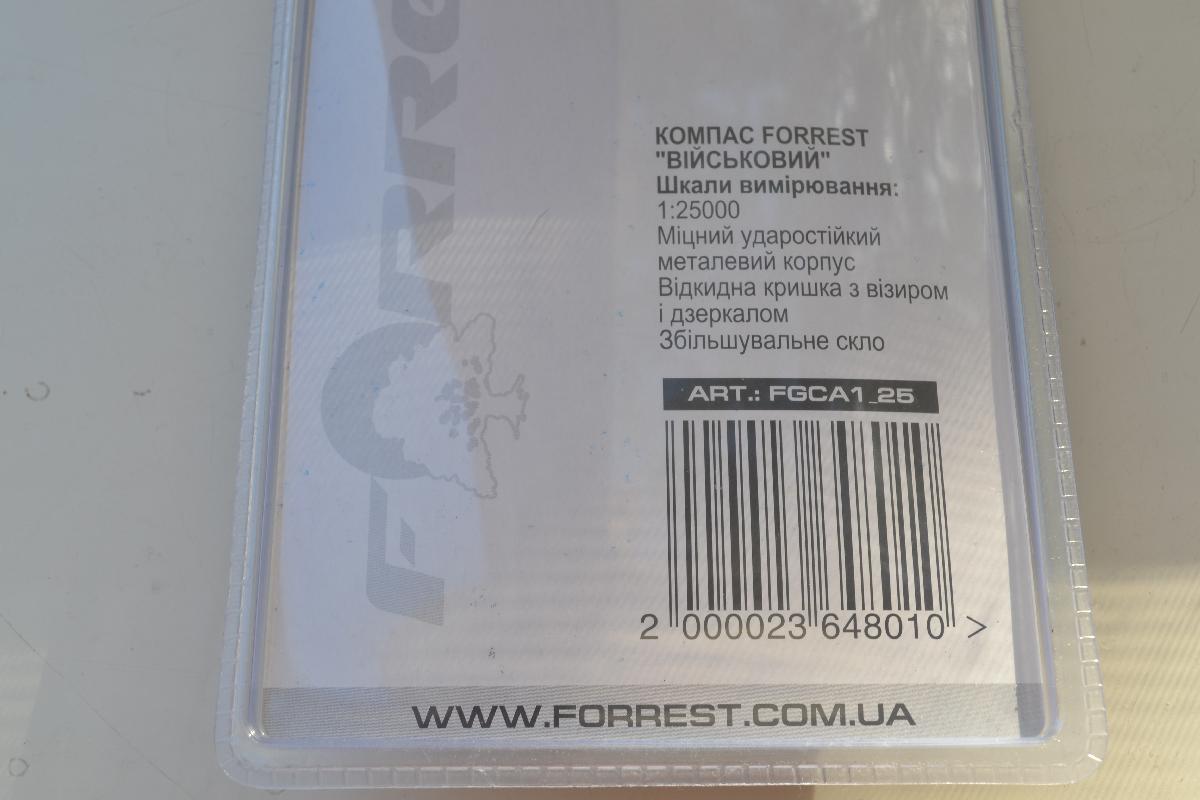 КОМПАС FORREST
"ВІЙСЬКОВИЙ"
Шкали вимірювання:
1:25000
Міцний ударостійкий
металевий корпус
Відкидна кришка з візиром
і дзеркалом
Збільшувальне скло
ART.: FGCA1_25
2 000023 648010 >
WWW.FORREST.COM.UA